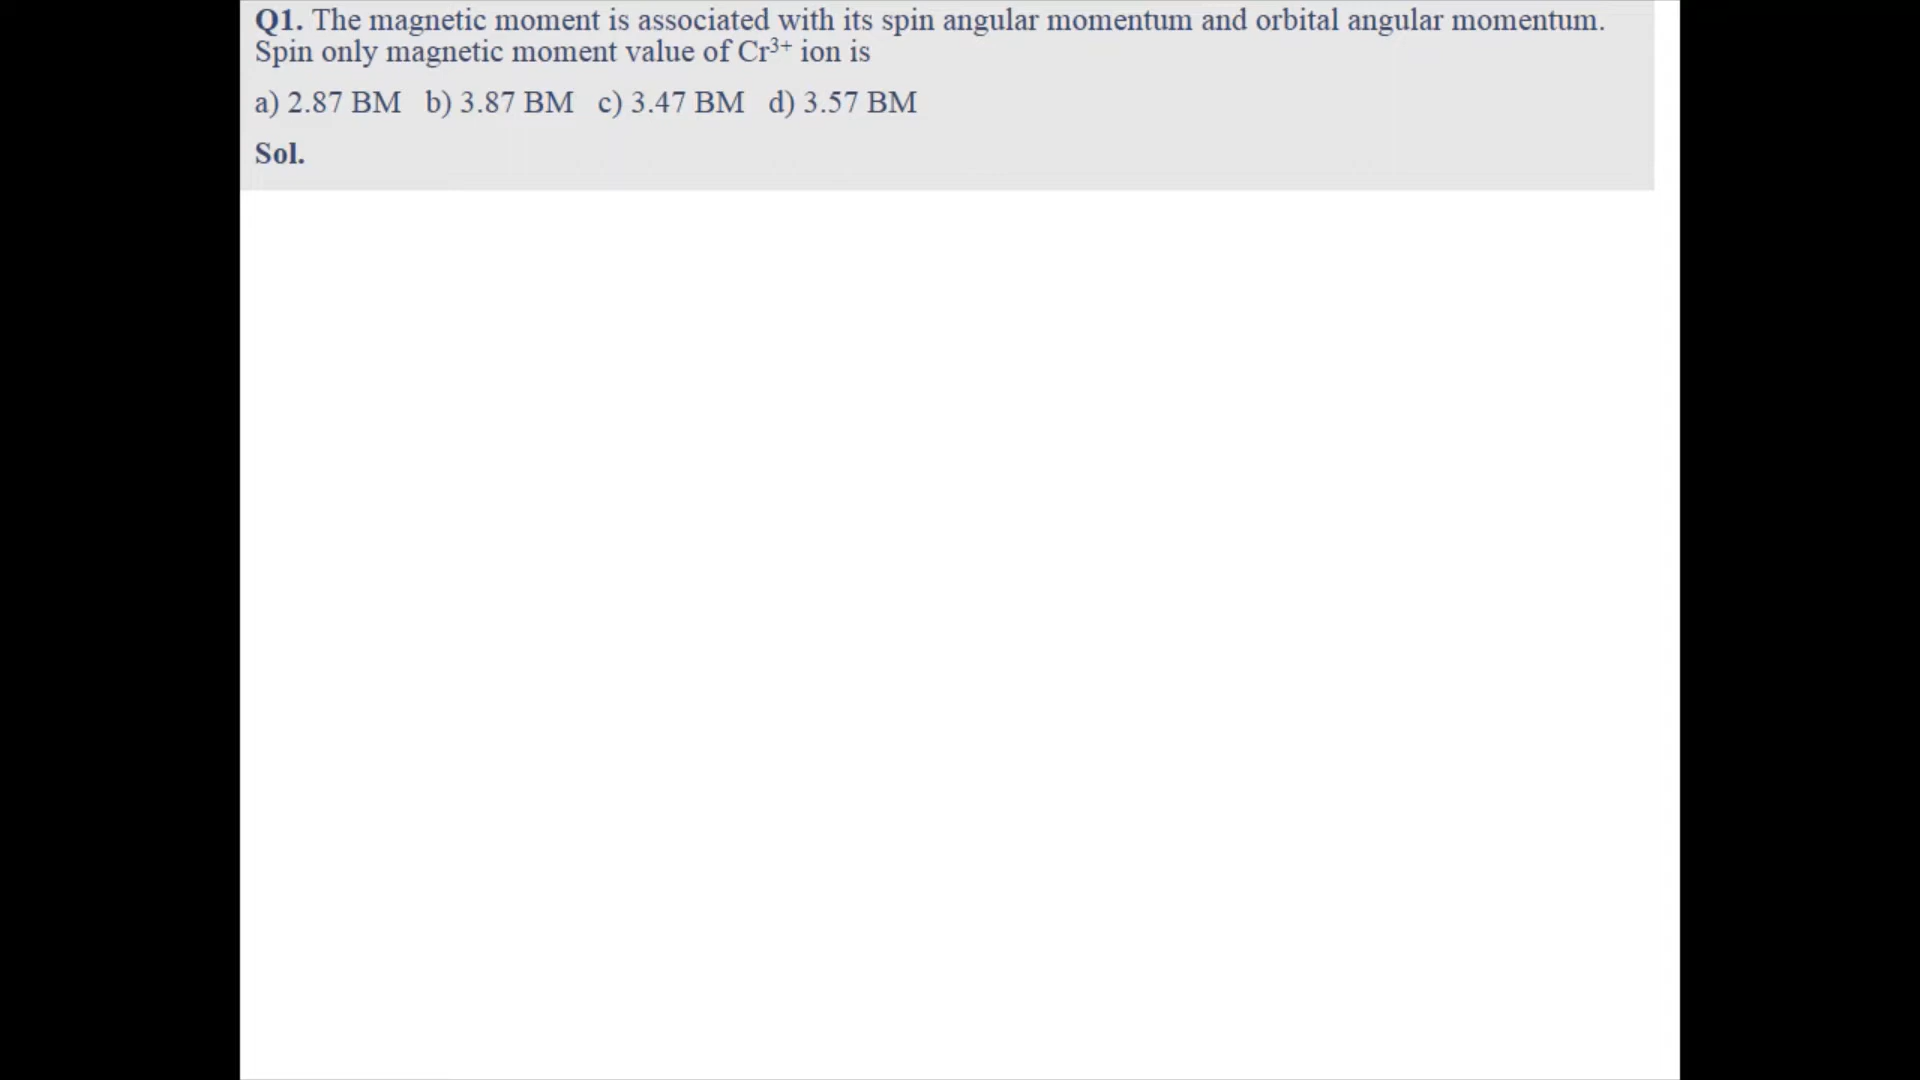 Q1. The magnetic moment is associated with its spin angular momentum and orbital angular momentum.
Spin only magnetic moment value of Cr³⁺ ion is
a) 2.87 BM b) 3.87 BM c) 3.47 BM d) 3.57 BM
Sol.